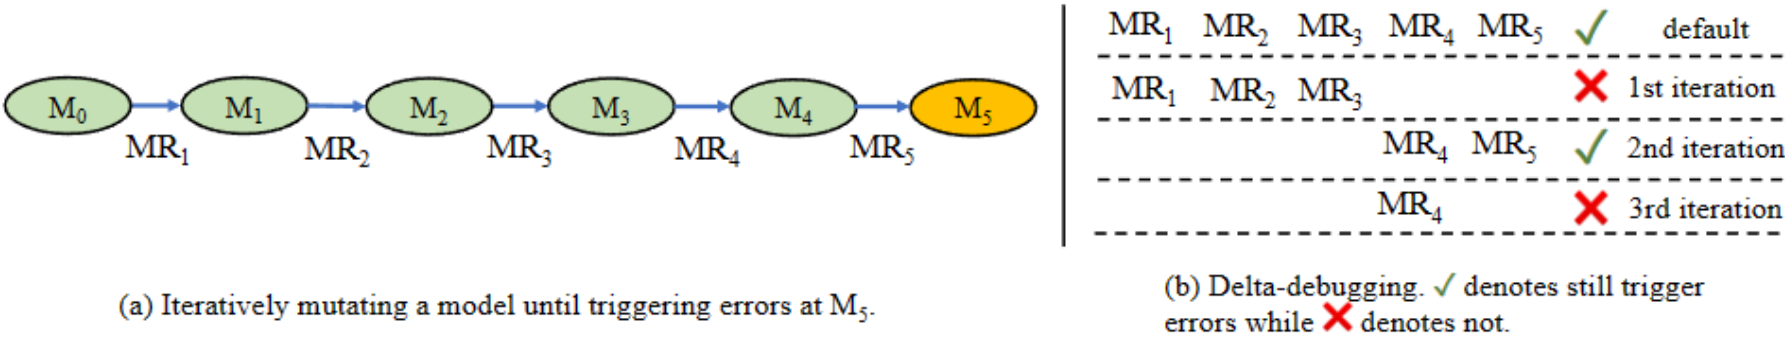 M0 M1 M2 M3 M4 M5
MR1 MR2 MR3 MR4 MR5
(a) Iteratively mutating a model until triggering errors at M5.
MR1 MR2 MR3 MR4 MR5 ✓ default
MR1 MR2 MR3 ❌ 1st iteration
MR4 MR5 ✓ 2nd iteration
MR4 ❌ 3rd iteration
(b) Delta-debugging. ✓ denotes still trigger
errors while ❌ denotes not.